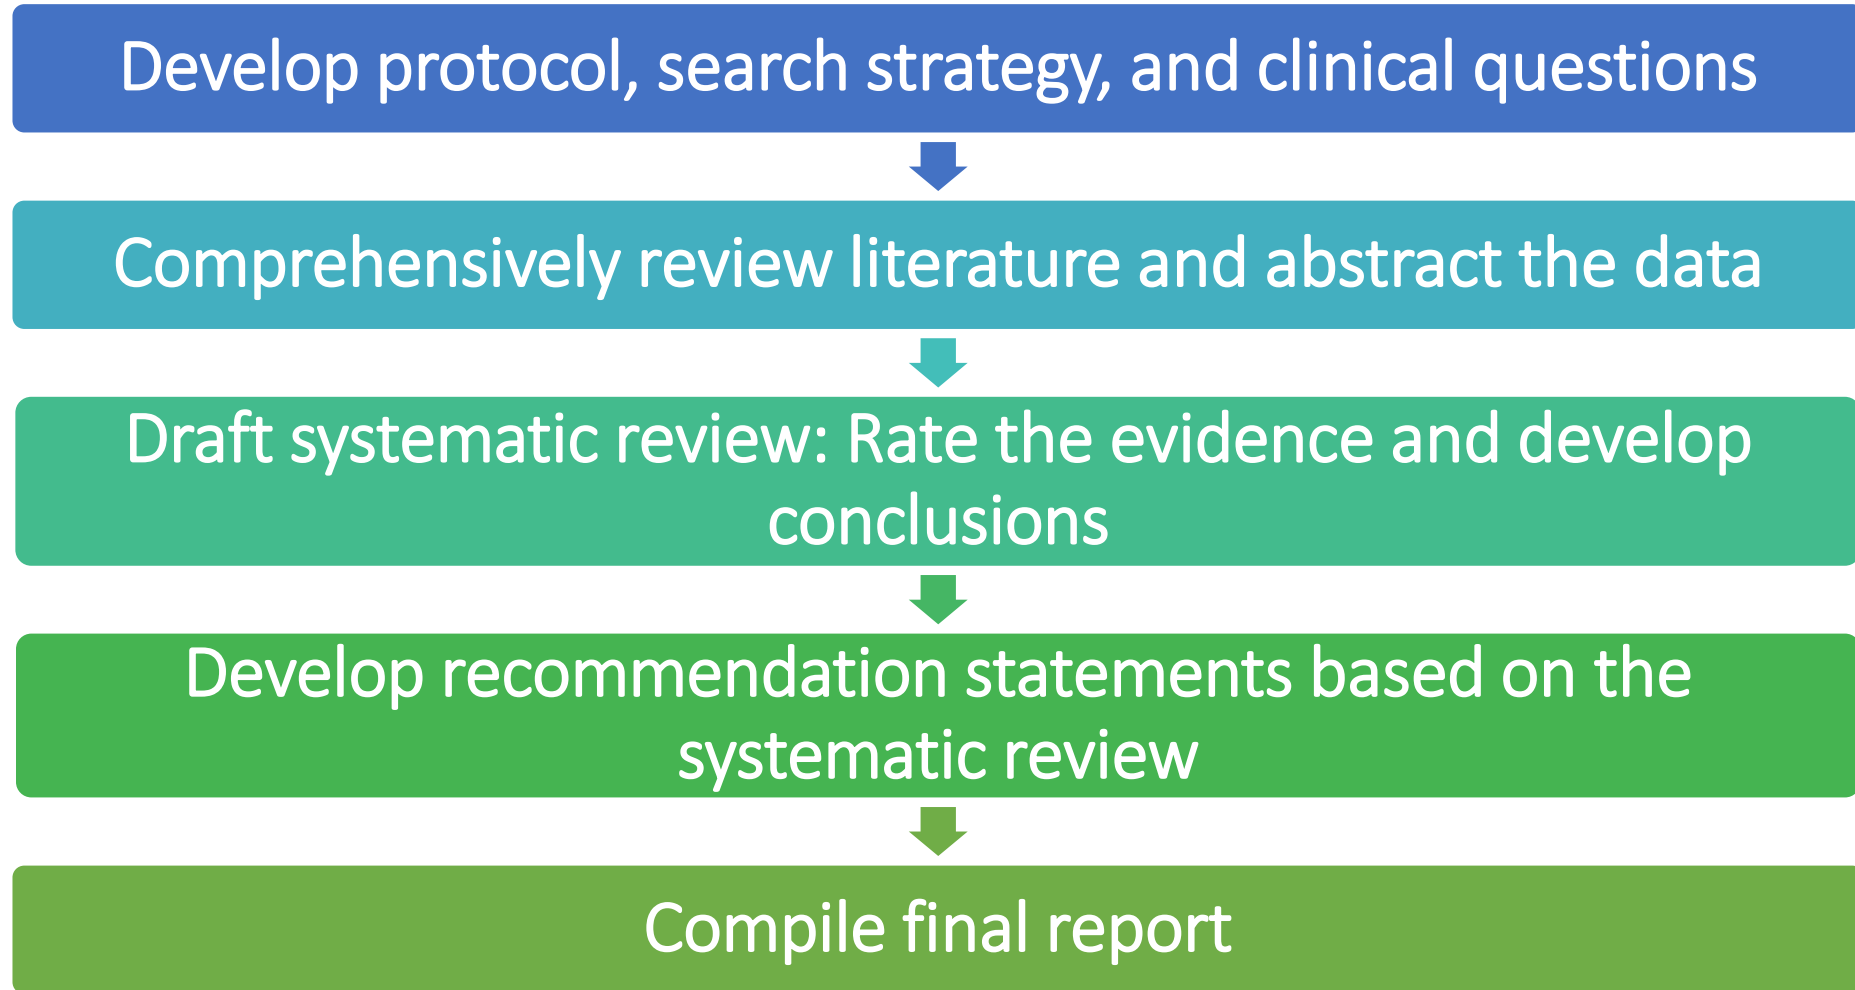 Develop protocol, search strategy, and clinical questions
Comprehensively review literature and abstract the data
Draft systematic review: Rate the evidence and develop
conclusions
Develop recommendation statements based on the
systematic review
Compile final report